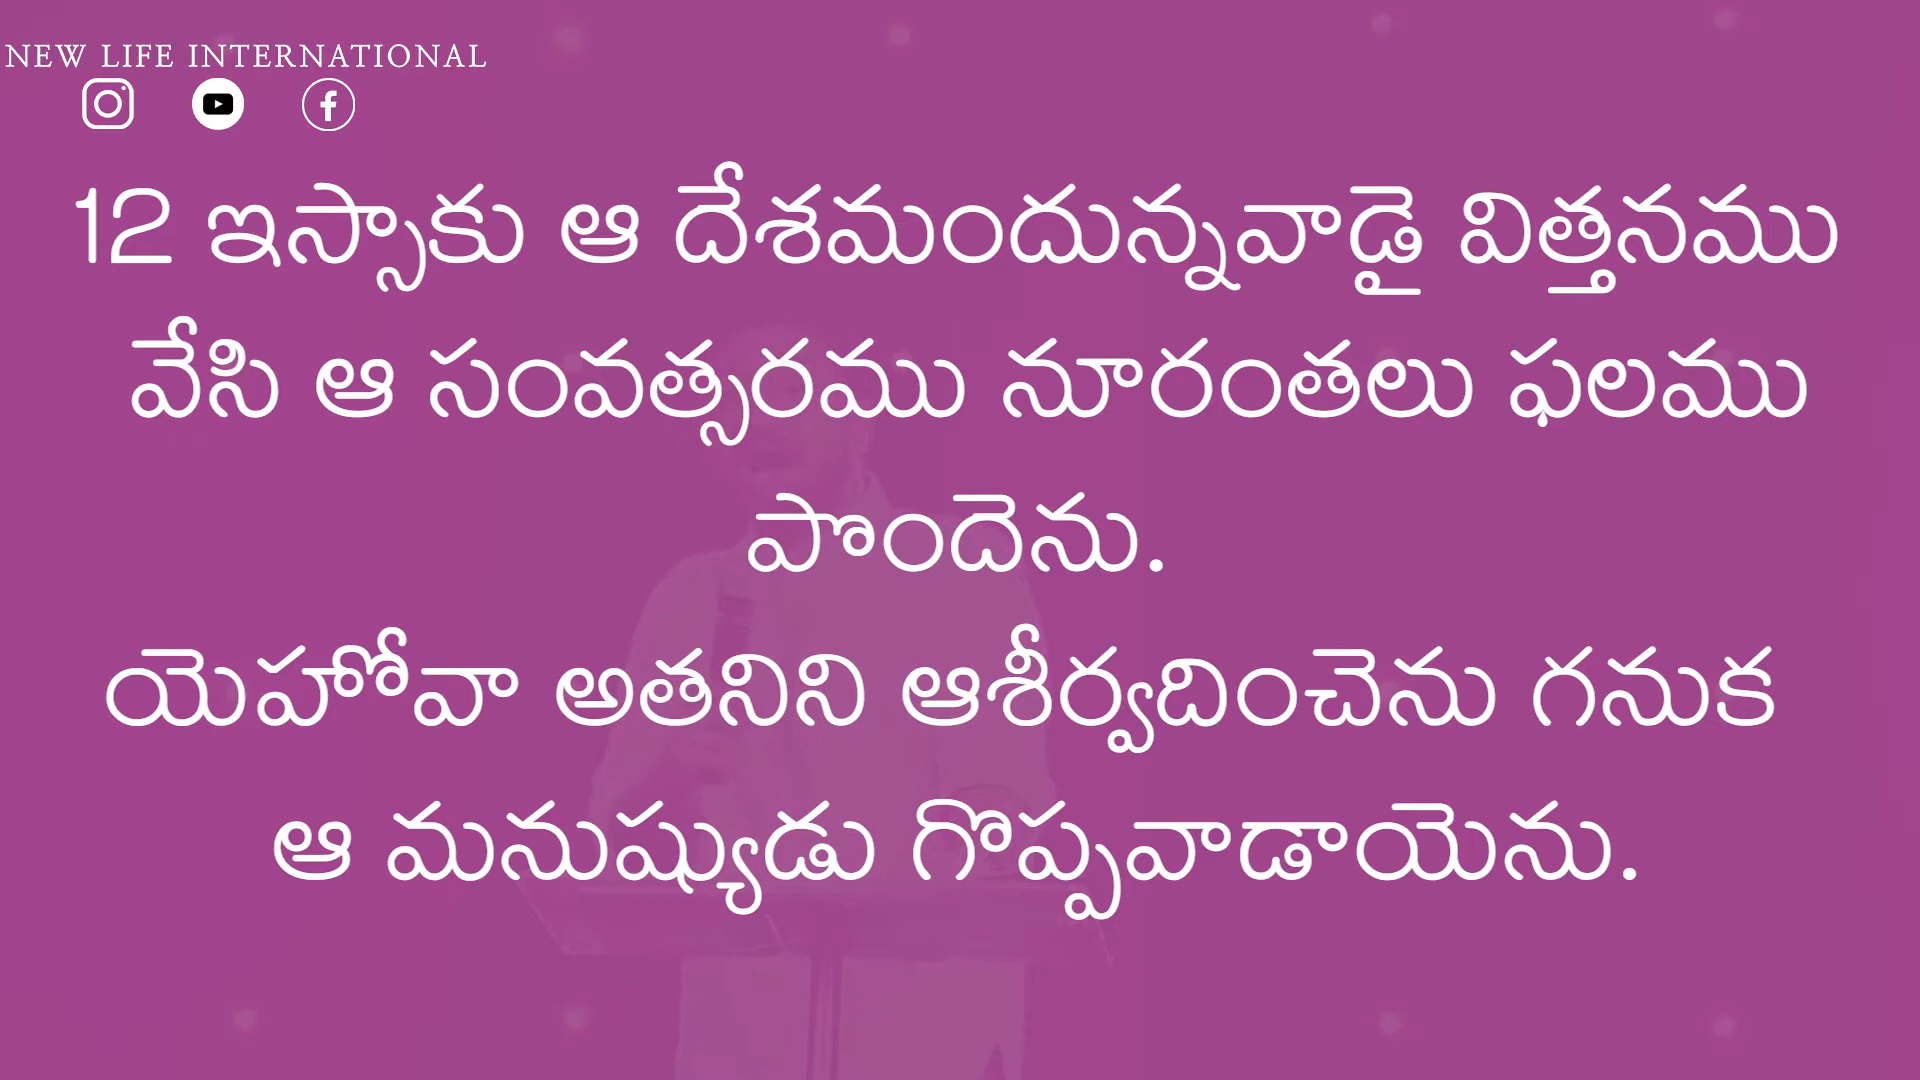 NEW LIFE INTERNATIONAL
12 ఇస్సాకు ఆ దేశమందున్నవాడై విత్తనము
వేసి ఆ సంవత్సరము నూరంతలు ఫలము
పొందెను.
యెహోవా అతనిని ఆశీర్వదించెను గనుక
ఆ మనుష్యుడు గొప్పవాడాయెను.